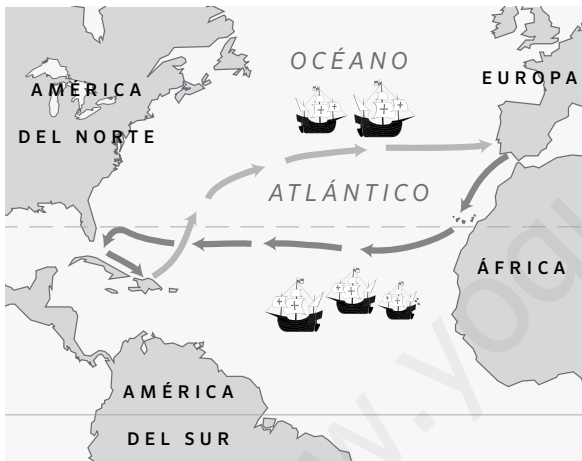 OCÉANO
AMÉRICA
DEL NORTE
EUROPA
ATLÁNTICO
ÁFRICA
AMÉRICA
DEL SUR